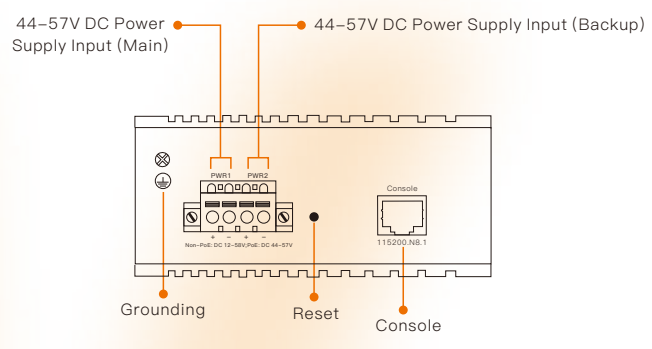 44–57V DC Power
Supply Input (Main)
44–57V DC Power Supply Input (Backup)
PWR1 PWR2
+ − + −
Non-PoE: DC 12-58V;PoE: DC 44-57V
Console
115200.N8.1
Grounding
Reset
Console